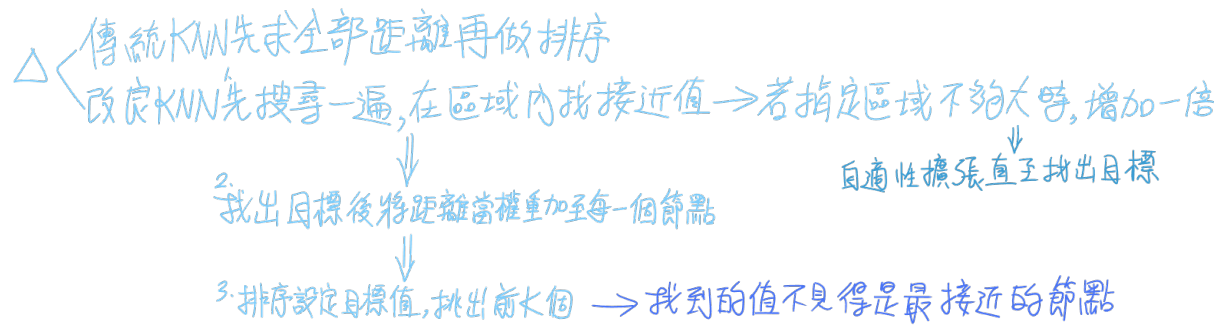 △ 傳統KNN先求全部距離再做排序
改良KNN 1.先搜尋一遍,在區域內找接近值→若指定區域不夠大時,增加一倍
⇓ ⇓
自適性擴張直至找出目標
2.找出目標後將距離當權重加至每一個節點
⇓
3.排序設定目標值,挑出前K個 →找到的值不見得是最接近的節點